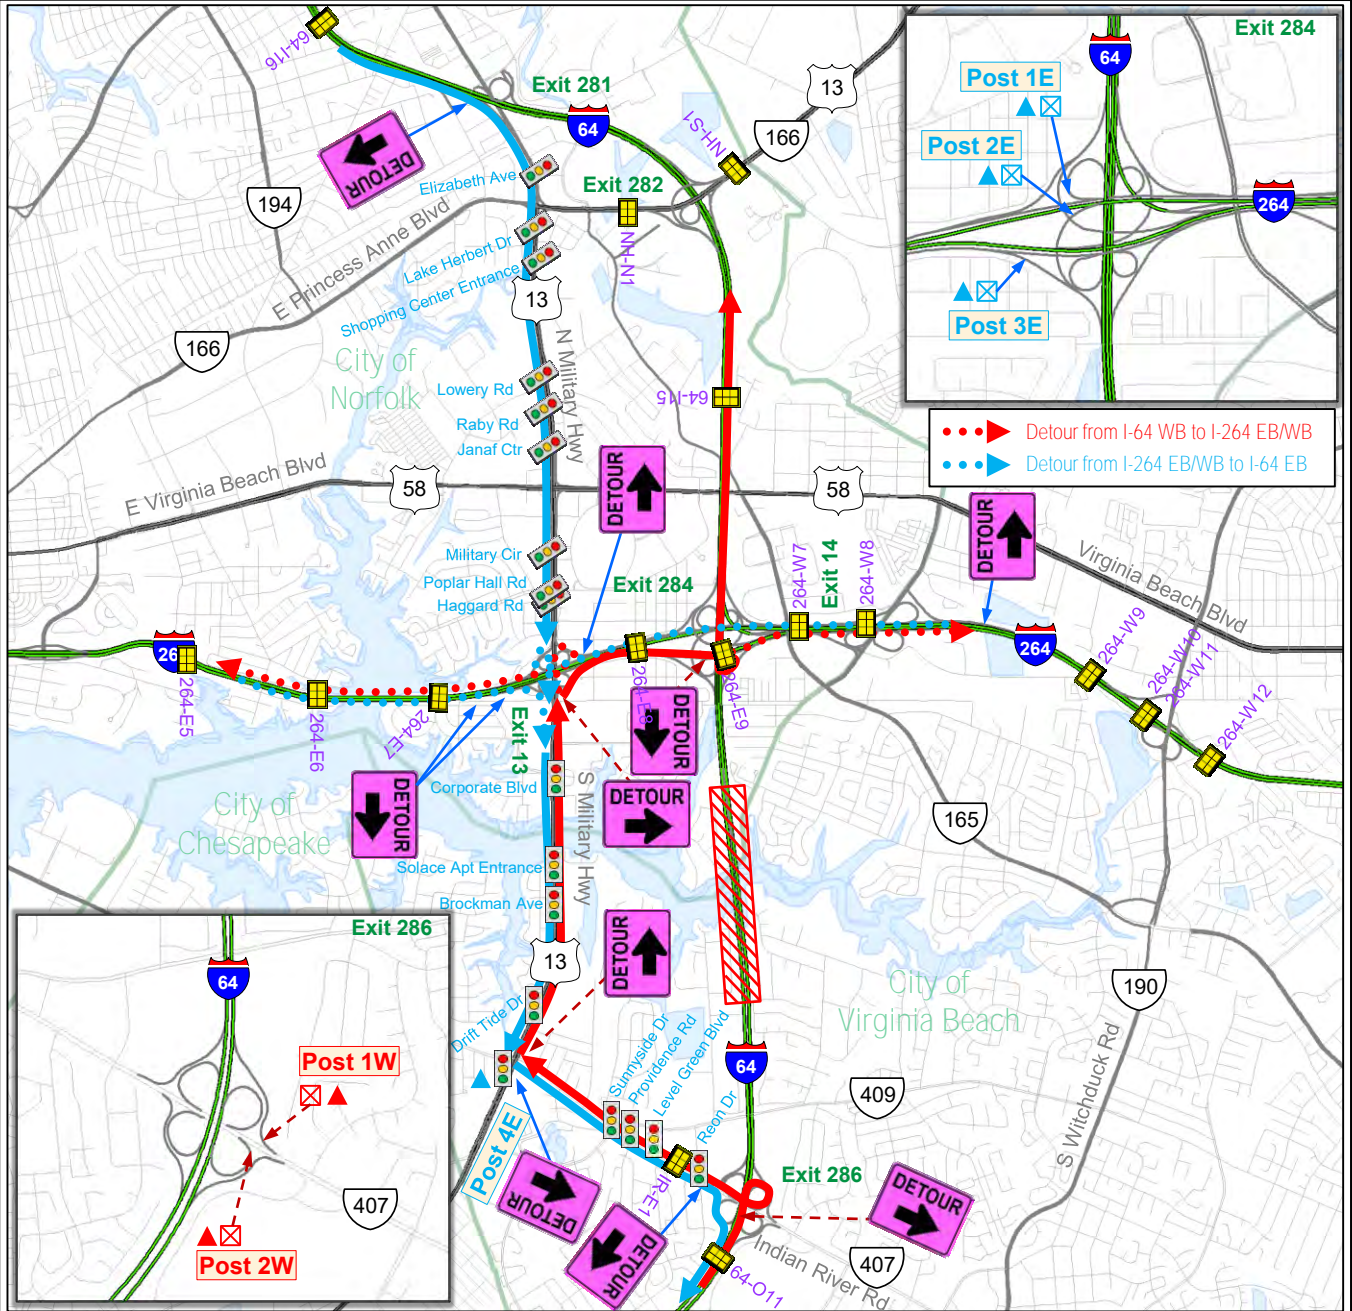 64-I16
Exit 281
64
13
166
NH-S1
DETOUR
194
Elizabeth Ave
Exit 282
E Princess Anne Blvd
Lake Herbert Dr
Shopping Center Entrance
NH-N1
13
166
City of
Norfolk
N Military Hwy
Lowery Rd
Raby Rd
Janaf Ctr
64-I15
Exit 284
64
Post 1E
Post 2E
264
Post 3E
Detour from I-64 WB to I-264 EB/WB
Detour from I-264 EB/WB to I-64 EB
E Virginia Beach Blvd
58
DETOUR
58
DETOUR
Virginia Beach Blvd
Military Cir
Poplar Hall Rd
Haggard Rd
Exit 284
264-W7
Exit 14
264-W8
264
264-W9
264-W10
264-W11
264-W12
264-E5
264-E6
264-E7
264-E8
264-E9
Exit 13
DETOUR
DETOUR
DETOUR
Corporate Blvd
S Military Hwy
City of
Chesapeake
165
Solace Apt Entrance
Brockman Ave
13
DETOUR
City of
Virginia Beach
190
S Witchduck Rd
Drift Tide Dr
Sunnyside Dr
Providence Rd
Level Green Blvd
Reon Dr
64
409
Post 4E
DETOUR
DETOUR
IR-E1
Exit 286
DETOUR
Indian River Rd
407
64-O11
Exit 286
64
Post 1W
407
Post 2W